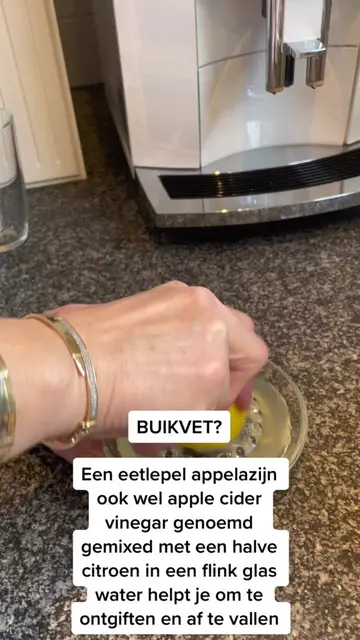 BUIKVET?
Een eetlepel appelazijn
ook wel apple cider
vinegar genoemd
gemixed met een halve
citroen in een flink glas
water helpt je om te
ontgiften en af te vallen